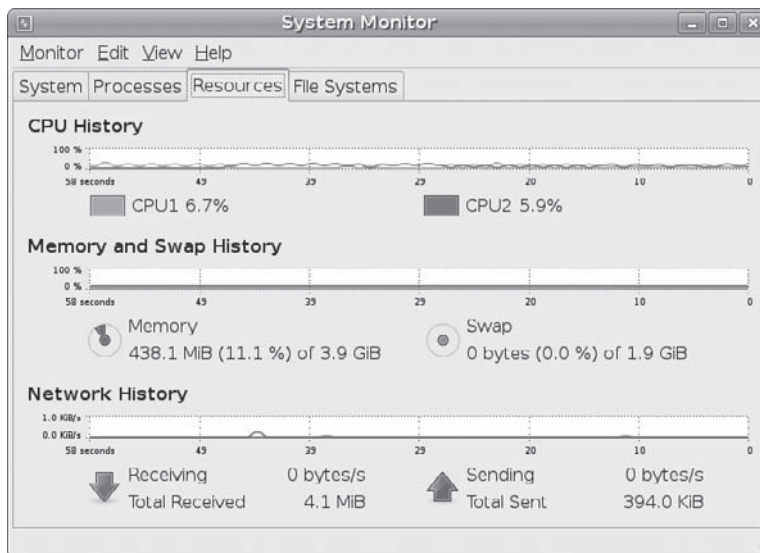 System Monitor
Monitor Edit View Help
System Processes Resources File Systems
CPU History
100 %
0 %
58 seconds 49 39 29 20 10 0
CPU1 6.7% CPU2 5.9%
Memory and Swap History
100 %
0 %
58 seconds 49 39 29 20 10 0
Memory Swap
438.1 MiB (11.1 %) of 3.9 GiB 0 bytes (0.0 %) of 1.9 GiB
Network History
1.0 KiB/s
0.0 KiB/s
58 seconds 49 39 29 20 10 0
Receiving 0 bytes/s Sending 0 bytes/s
Total Received 4.1 MiB Total Sent 394.0 KiB